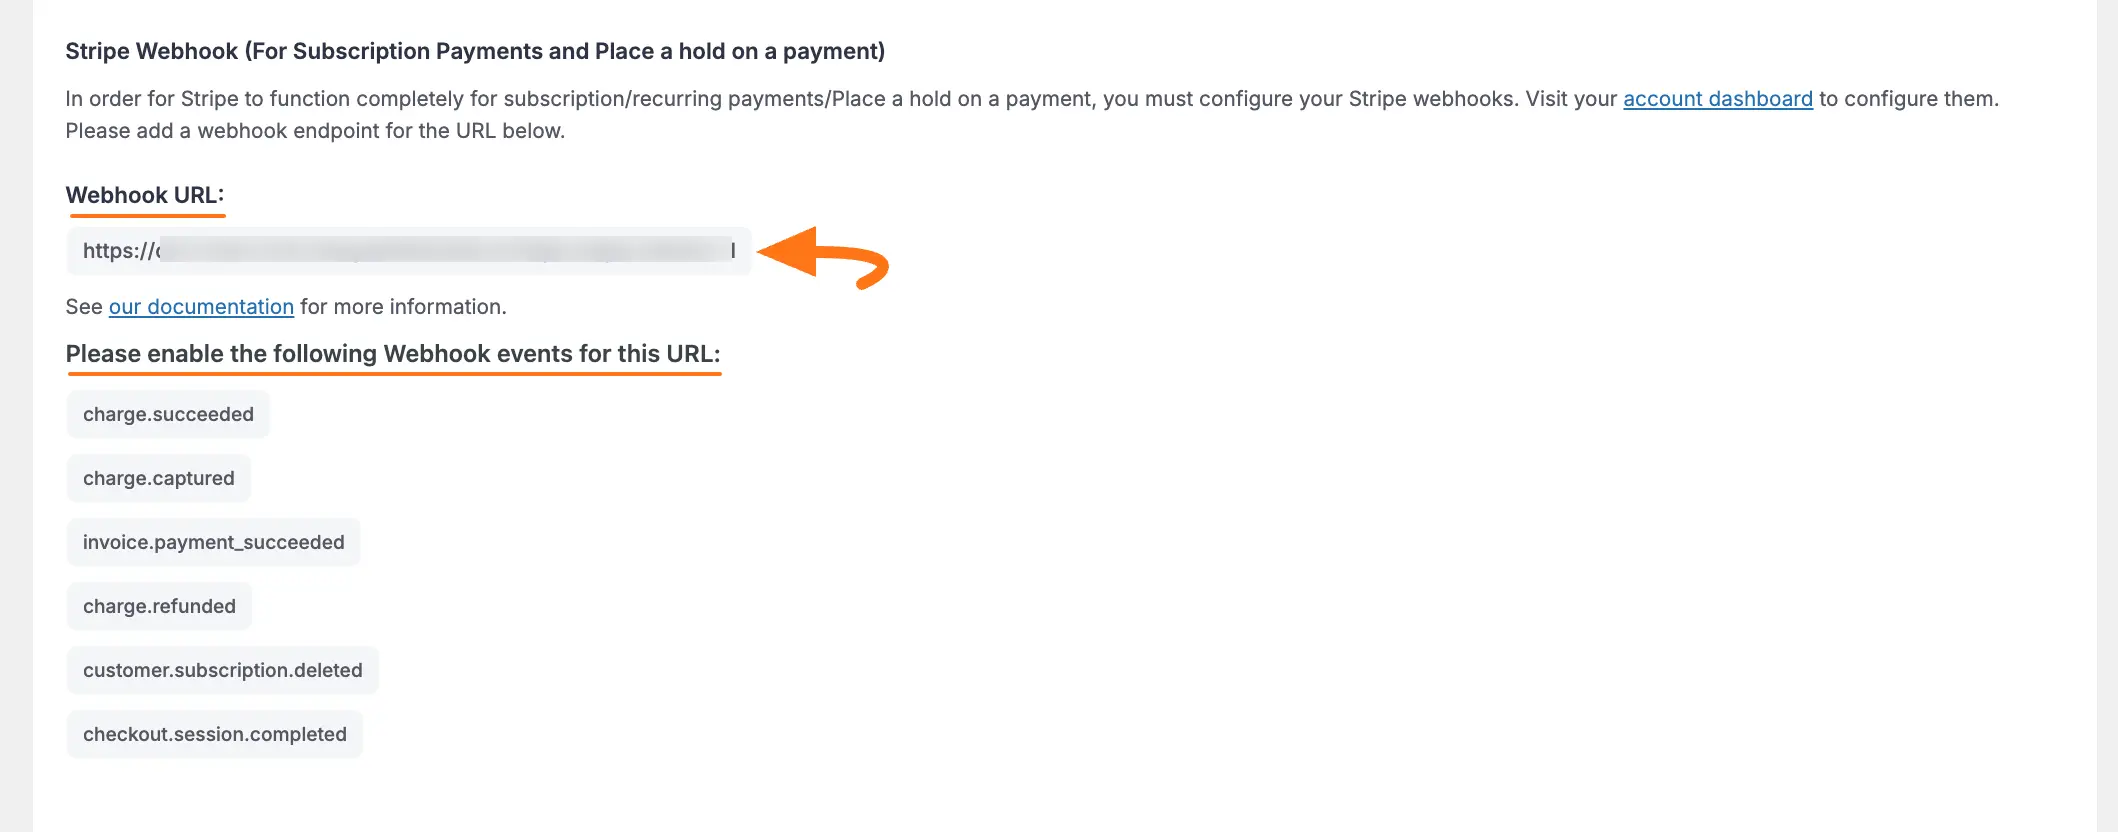 Stripe Webhook (For Subscription Payments and Place a hold on a payment)
In order for Stripe to function completely for subscription/recurring payments/Place a hold on a payment, you must configure your Stripe webhooks. Visit your account dashboard to configure them.
Please add a webhook endpoint for the URL below.
Webhook URL:
https://
See our documentation for more information.
Please enable the following Webhook events for this URL:
charge.succeeded
charge.captured
invoice.payment_succeeded
charge.refunded
customer.subscription.deleted
checkout.session.completed